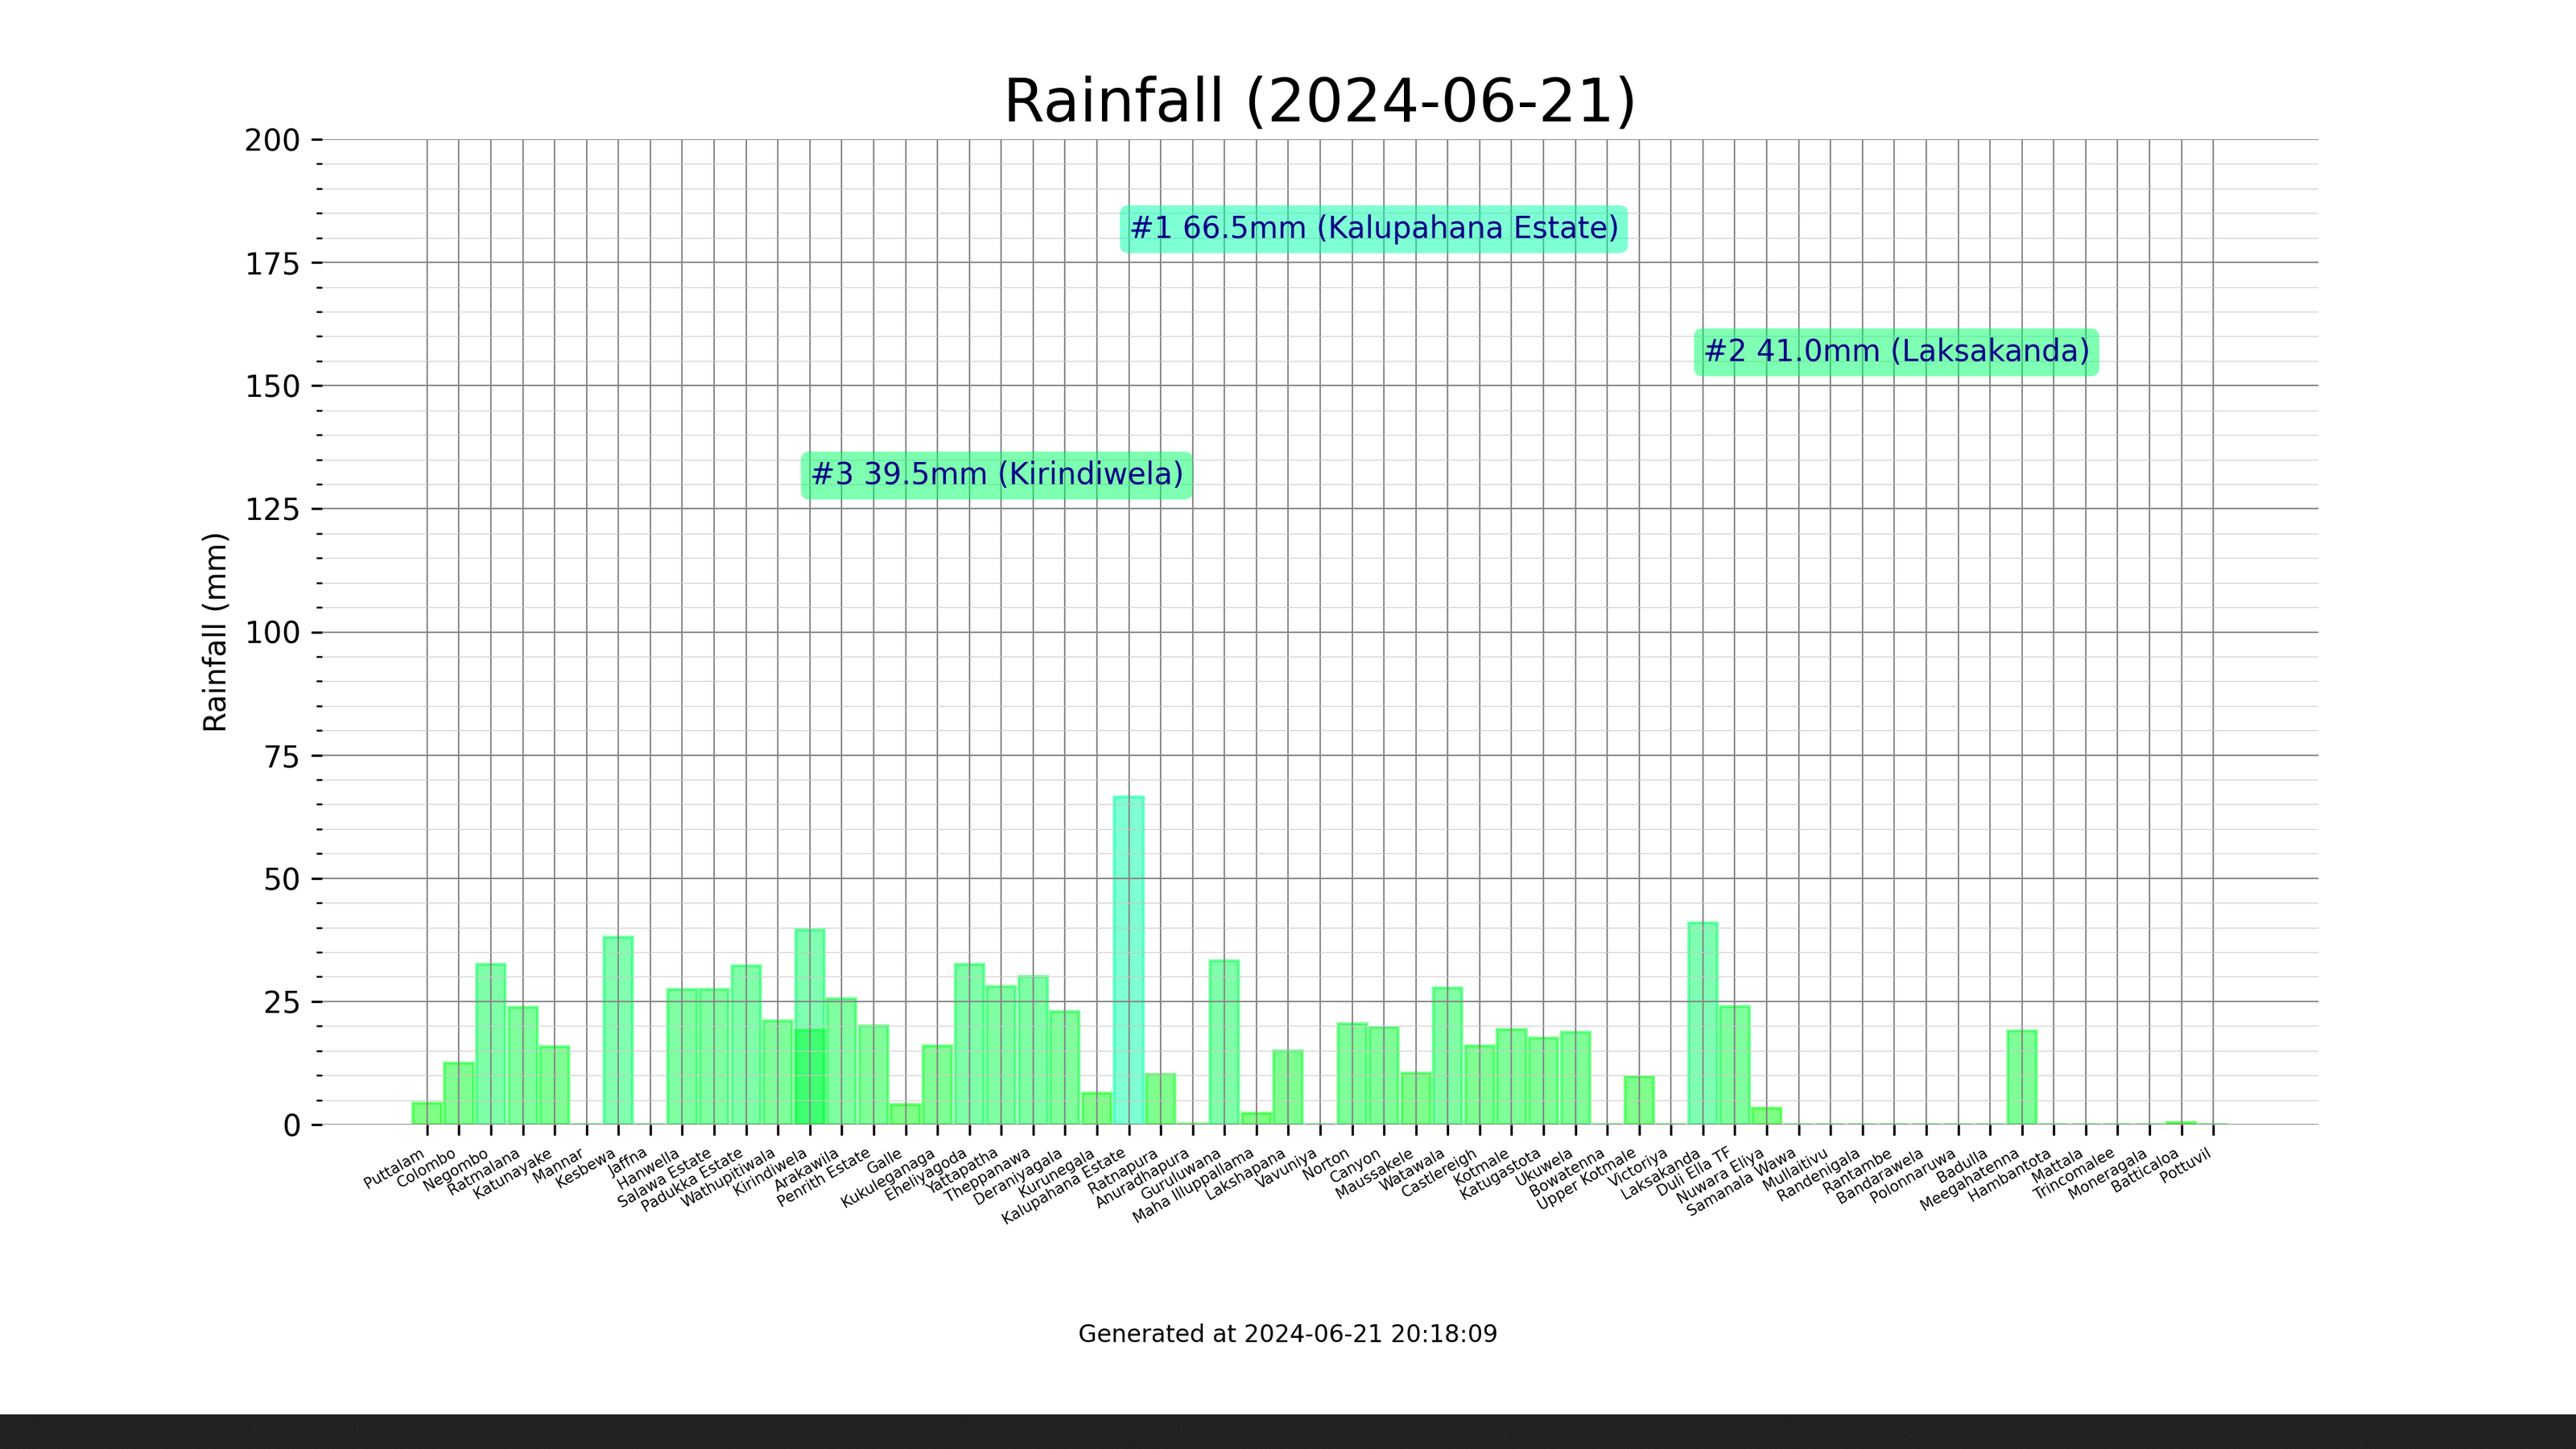 Rainfall (2024-06-21)
200
175
150
125
100
75
50
25
0
Rainfall (mm)
#1 66.5mm (Kalupahana Estate)
#2 41.0mm (Laksakanda)
#3 39.5mm (Kirindiwela)
Puttalam
Colombo
Negombo
Ratmalana
Katunayake
Mannar
Kesbewa
Jaffna
Hanwella
Salawa Estate
Padukka Estate
Wathupitiwala
Kirindiwela
Arakawila
Penrith Estate
Galle
Kukuleganaga
Eheliyagoda
Yattapatha
Theppanawa
Deraniyagala
Kurunegala
Kalupahana Estate
Ratnapura
Anuradhapura
Guruluwana
Maha Illuppallama
Lakshapana
Vavuniya
Norton
Canyon
Maussakele
Watawala
Castlereigh
Kotmale
Katugastota
Ukuwela
Bowatenna
Upper Kotmale
Victoriya
Laksakanda
Duli Ella TF
Nuwara Eliya
Samanala Wawa
Mullaitivu
Randenigala
Rantambe
Bandarawela
Polonnaruwa
Badulla
Meegahatenna
Hambantota
Mattala
Trincomalee
Moneragala
Batticaloa
Pottuvil
Generated at 2024-06-21 20:18:09